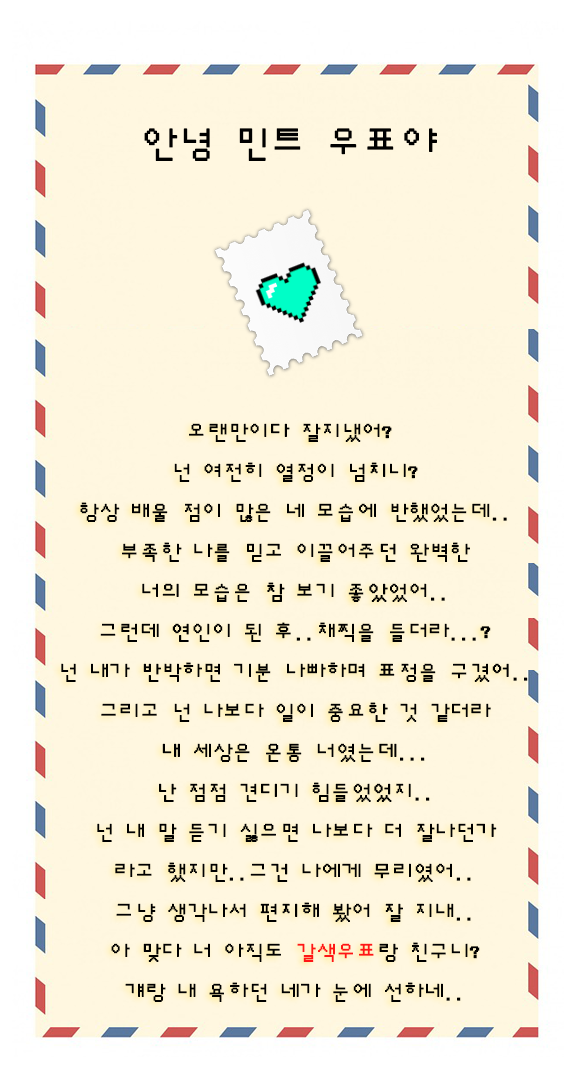 안녕 민트 우표야
오랜만이다 잘지냈어?
넌 여전히 열정이 넘치니?
항상 배울 점이 많은 네 모습에 반했었는데..
부족한 나를 믿고 이끌어주던 완벽한
너의 모습은 참 보기 좋았었어..
그런데 연인이 된 후..채찍을 들더라...?
넌 내가 반박하면 기분 나빠하며 표정을 구겼어..
그리고 넌 나보다 일이 중요한 것 같더라
내 세상은 온통 너였는데...
난 점점 견디기 힘들었었지..
넌 내 말 듣기 싫으면 나보다 더 잘나던가
라고 했지만..그건 나에게 무리였어..
그냥 생각나서 편지해 봤어 잘 지내..
아 맞다 너 아직도 갈색우표랑 친구니?
걔랑 내 욕하던 네가 눈에 선하네..